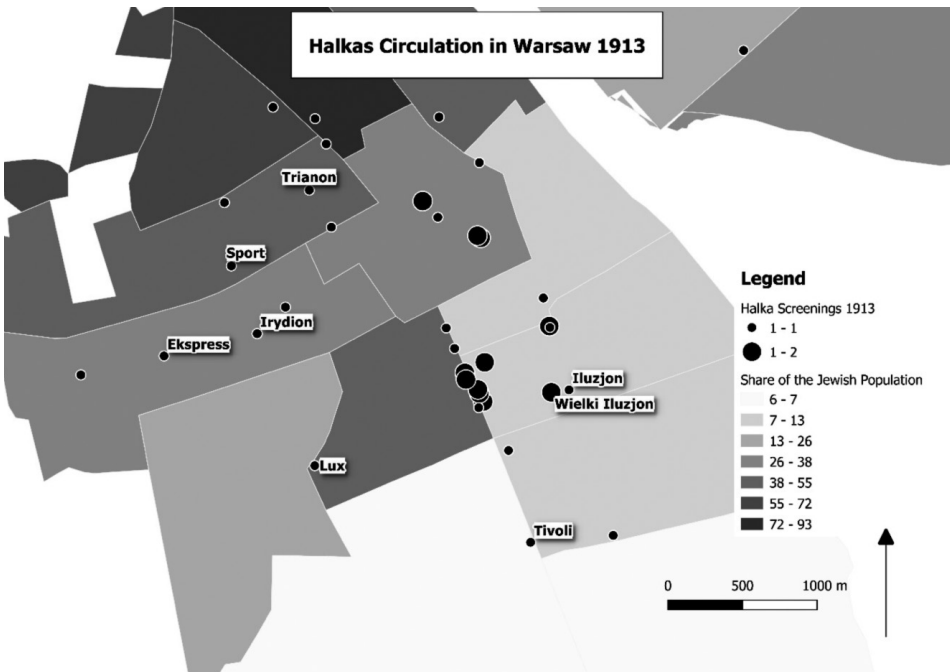 Halkas Circulation in Warsaw 1913
Trianon
Sport
Irydion
Ekspress
Lux
Iluzjon
Wielki Iluzjon
Tivoli
Legend
Halka Screenings 1913
1 - 1
1 - 2
Share of the Jewish Population
6 - 7
7 - 13
13 - 26
26 - 38
38 - 55
55 - 72
72 - 93
0 500 1000 m